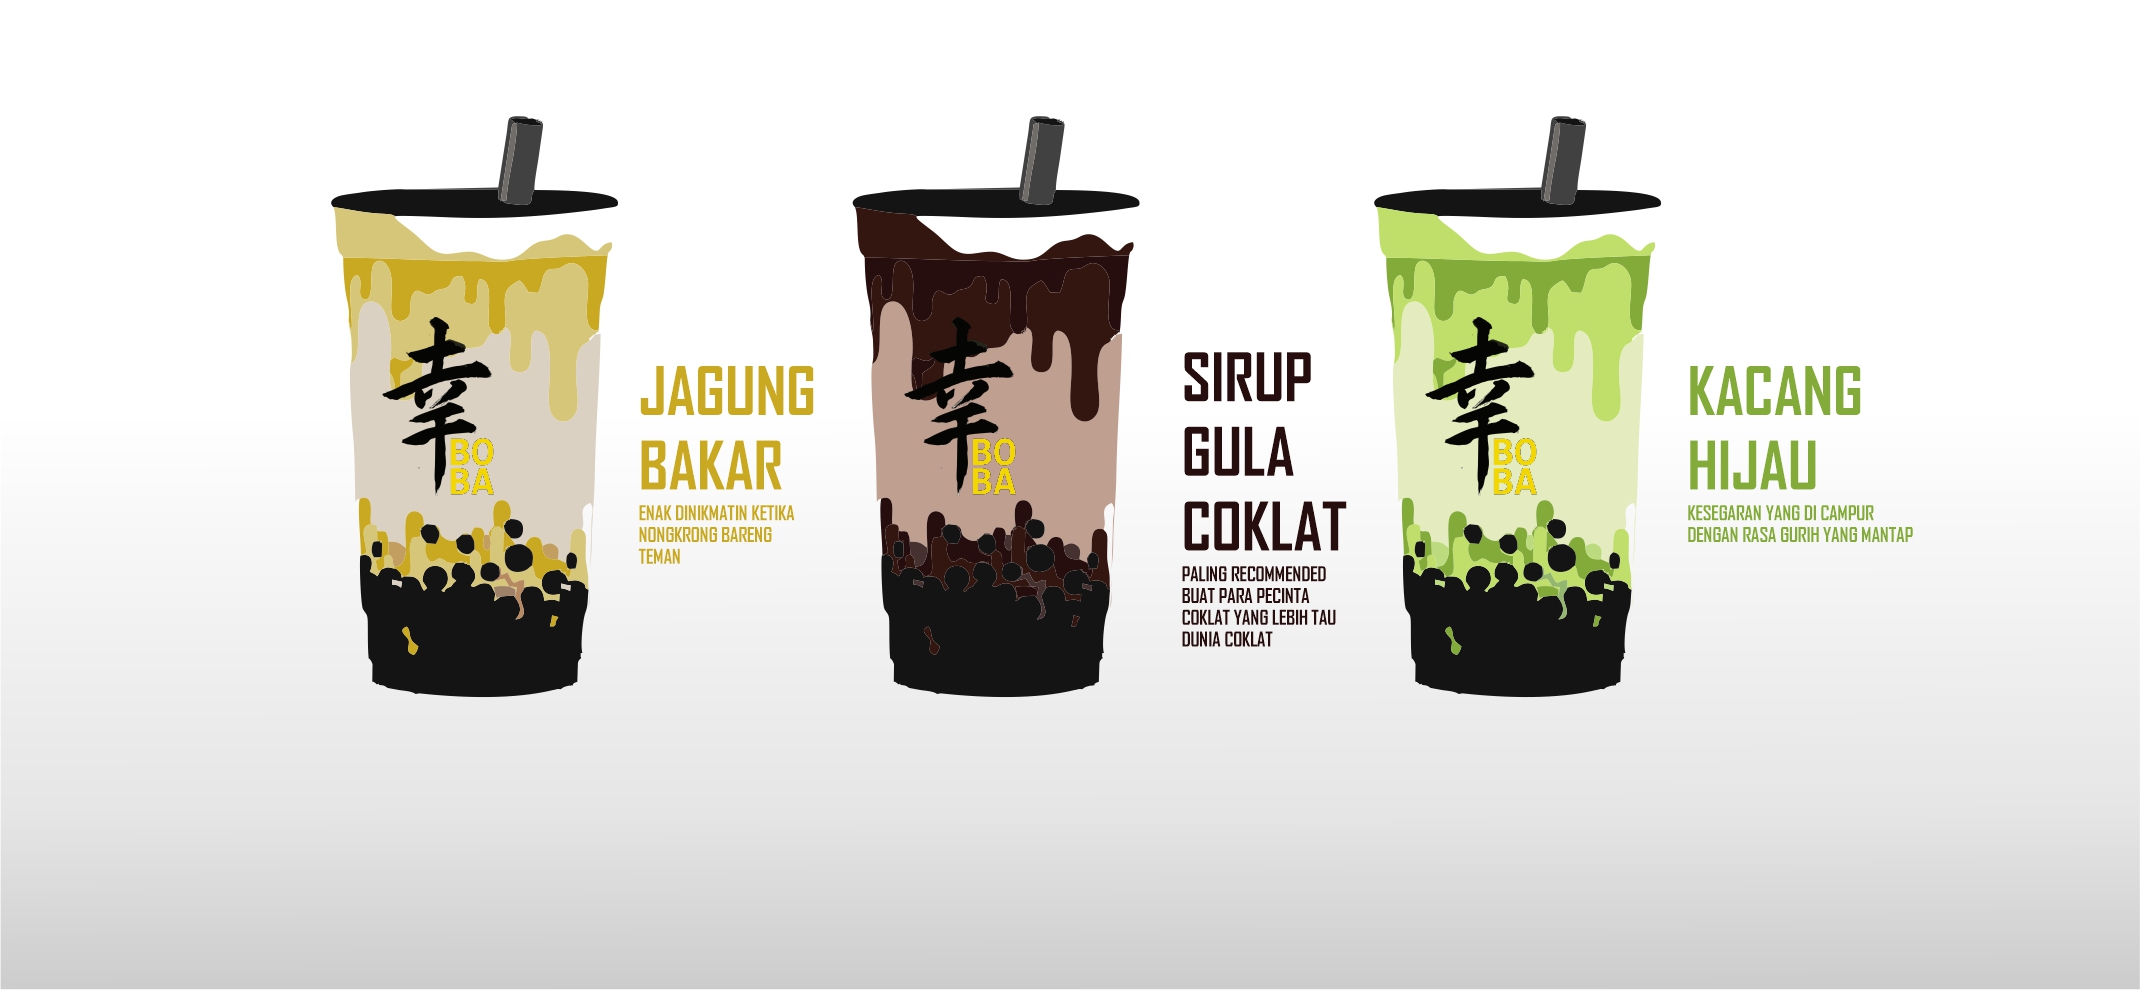 幸
BO
BA
JAGUNG
BAKAR
ENAK DINIKMATIN KETIKA
NONGKRONG BARENG
TEMAN
幸
BO
BA
SIRUP
GULA
COKLAT
PALING RECOMMENDED
BUAT PARA PECINTA
COKLAT YANG LEBIH TAU
DUNIA COKLAT
幸
BO
BA
KACANG
HIJAU
KESEGARAN YANG DI CAMPUR
DENGAN RASA GURIH YANG MANTAP